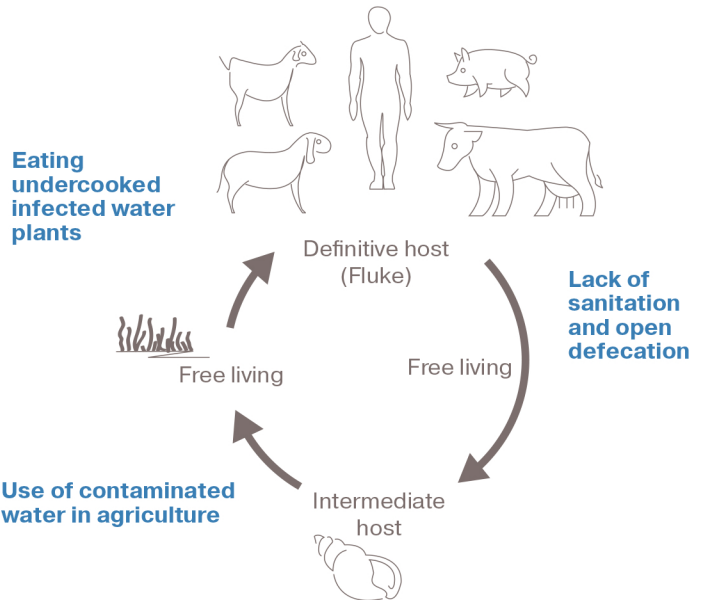 Eating
undercooked
infected water
plants
Definitive host
(Fluke)
Lack of
sanitation
and open
defecation
Free living
Free living
Use of contaminated
water in agriculture
Intermediate
host